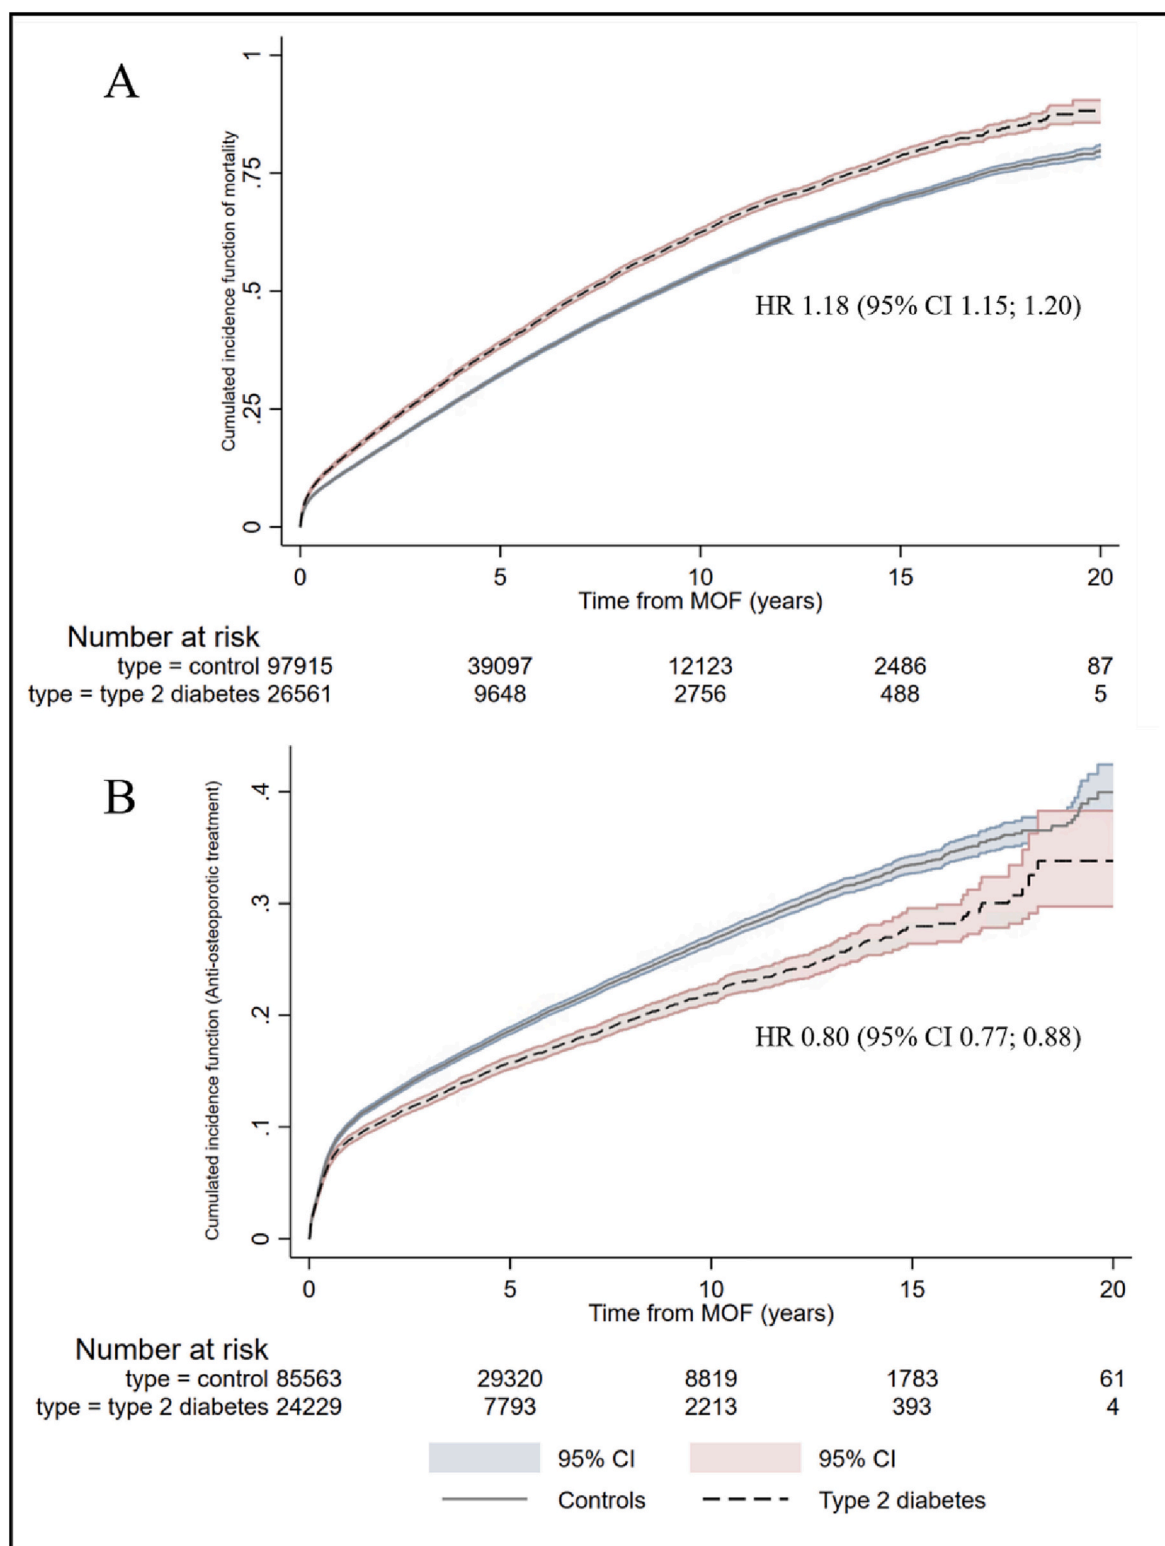 A
Cumulated incidence function of mortality
1
.75
.5
.25
0
HR 1.18 (95% CI 1.15; 1.20)
0 5 10 15 20
Time from MOF (years)
Number at risk
type = control 97915 39097 12123 2486 87
type = type 2 diabetes 26561 9648 2756 488 5
B
Cumulated incidence function (Anti-osteoporotic treatment)
.4
.3
.2
.1
0
HR 0.80 (95% CI 0.77; 0.88)
0 5 10 15 20
Time from MOF (years)
Number at risk
type = control 85563 29320 8819 1783 61
type = type 2 diabetes 24229 7793 2213 393 4
95% CI 95% CI
Controls Type 2 diabetes